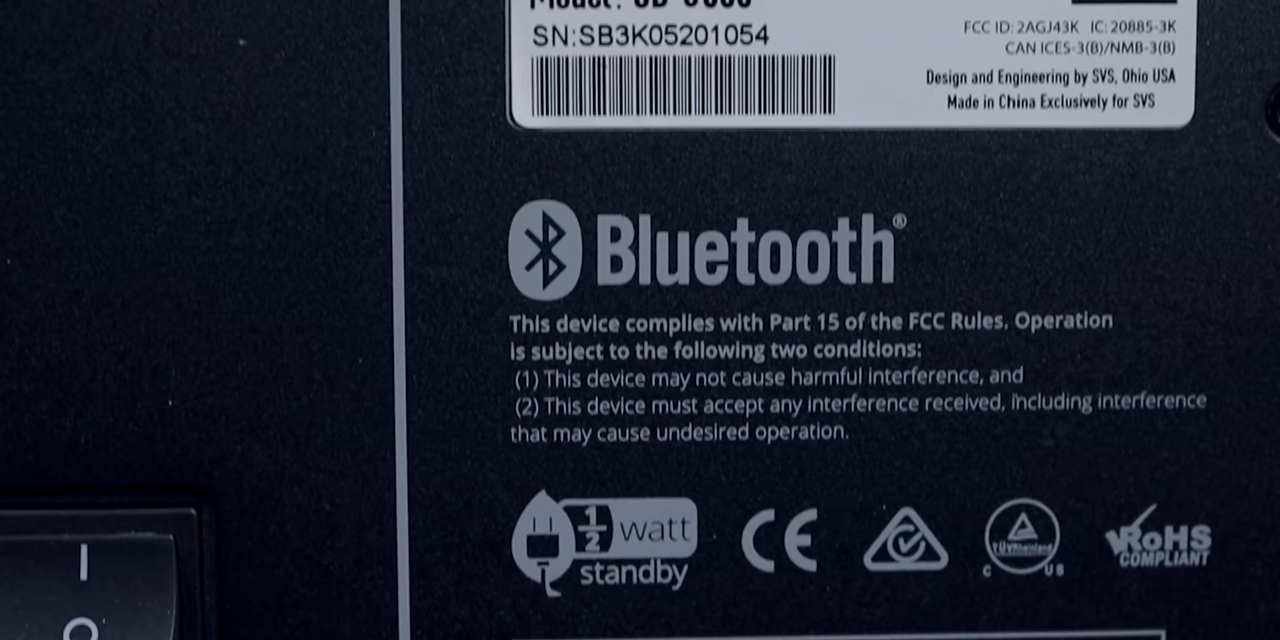 Model:
SN:SB3K05201054
FCC ID: 2AGJ43K IC: 20885-3K
CAN ICES-3(B)/NMB-3(B)
Design and Engineering by SVS, Ohio USA
Made in China Exclusively for SVS
Bluetooth®
This device complies with Part 15 of the FCC Rules. Operation
is subject to the following two conditions:
(1) This device may not cause harmful interference, and
(2) This device must accept any interference received, including interference
that may cause undesired operation.
1/2 watt
standby
CE
TÜVRheinland
C US
RoHS
COMPLIANT
I
O